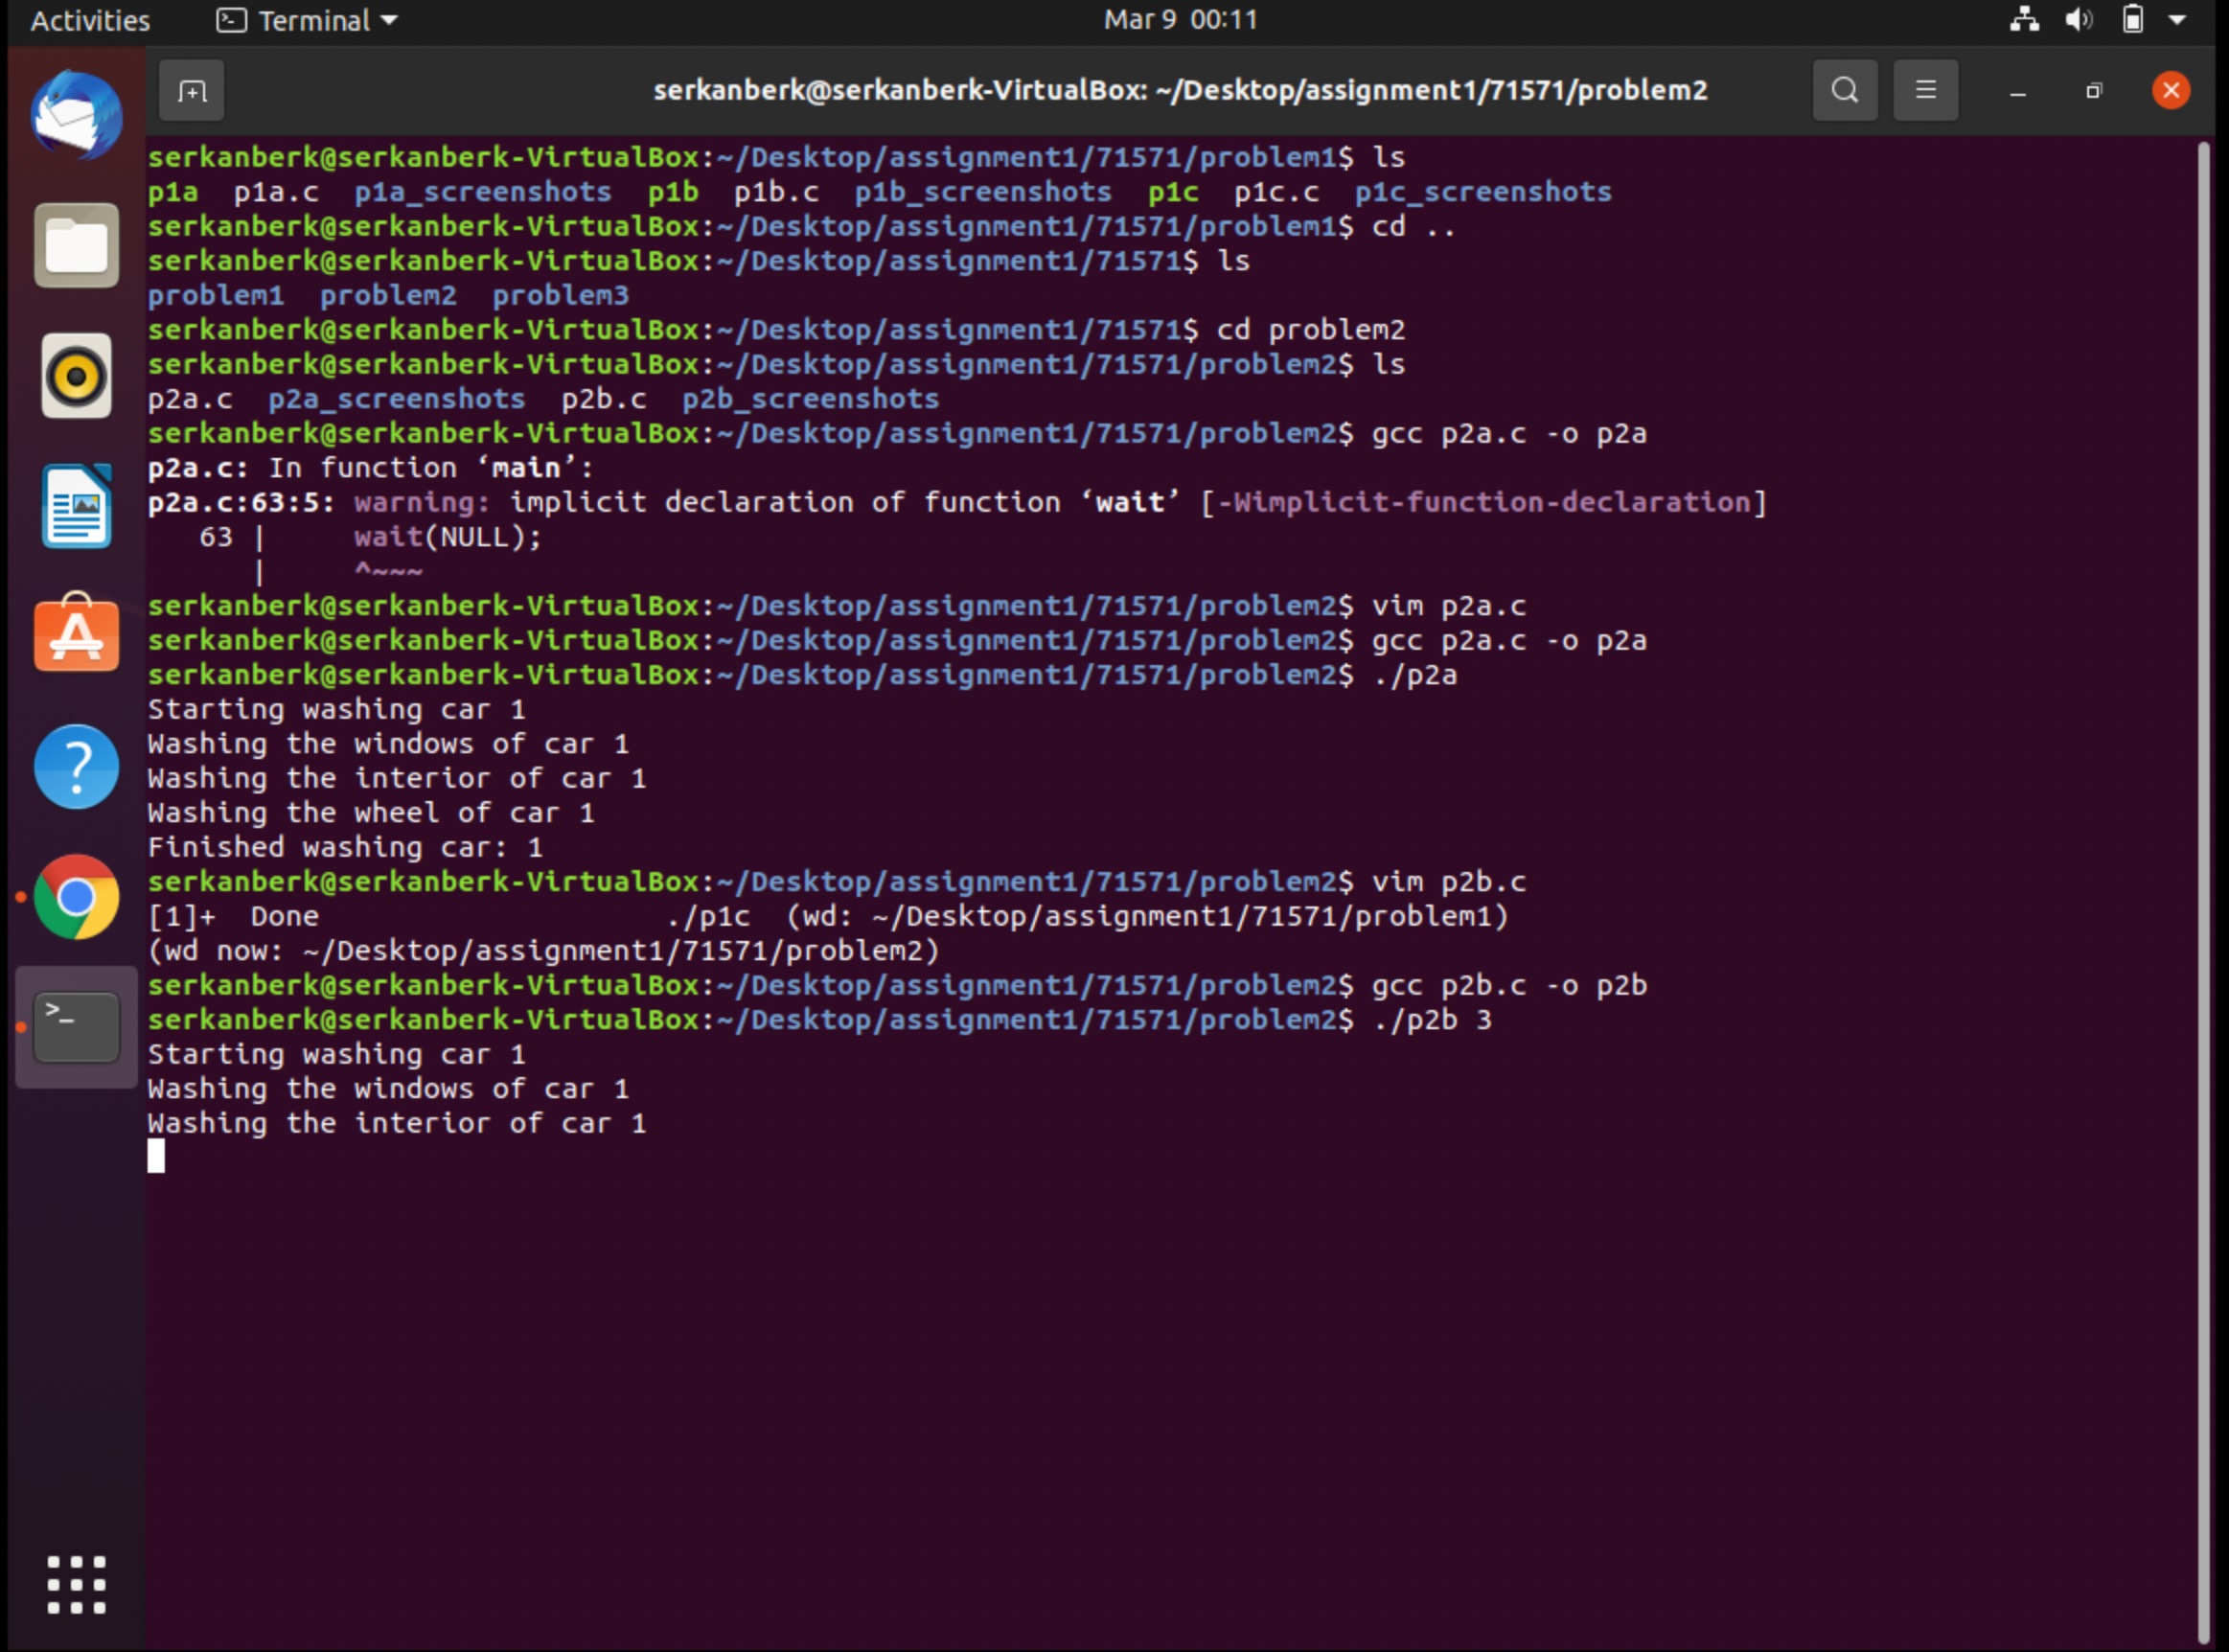 Activities Terminal Mar 9 00:11
serkanberk@serkanberk-VirtualBox: ~/Desktop/assignment1/71571/problem2
serkanberk@serkanberk-VirtualBox:~/Desktop/assignment1/71571/problem1$ ls
p1a p1a.c p1a_screenshots p1b p1b.c p1b_screenshots p1c p1c.c p1c_screenshots
serkanberk@serkanberk-VirtualBox:~/Desktop/assignment1/71571/problem1$ cd ..
serkanberk@serkanberk-VirtualBox:~/Desktop/assignment1/71571$ ls
problem1 problem2 problem3
serkanberk@serkanberk-VirtualBox:~/Desktop/assignment1/71571$ cd problem2
serkanberk@serkanberk-VirtualBox:~/Desktop/assignment1/71571/problem2$ ls
p2a.c p2a_screenshots p2b.c p2b_screenshots
serkanberk@serkanberk-VirtualBox:~/Desktop/assignment1/71571/problem2$ gcc p2a.c -o p2a
p2a.c: In function ‘main’:
p2a.c:63:5: warning: implicit declaration of function ‘wait’ [-Wimplicit-function-declaration]
63 | wait(NULL);
| ^~~~
serkanberk@serkanberk-VirtualBox:~/Desktop/assignment1/71571/problem2$ vim p2a.c
serkanberk@serkanberk-VirtualBox:~/Desktop/assignment1/71571/problem2$ gcc p2a.c -o p2a
serkanberk@serkanberk-VirtualBox:~/Desktop/assignment1/71571/problem2$ ./p2a
Starting washing car 1
Washing the windows of car 1
Washing the interior of car 1
Washing the wheel of car 1
Finished washing car: 1
serkanberk@serkanberk-VirtualBox:~/Desktop/assignment1/71571/problem2$ vim p2b.c
[1]+ Done ./p1c (wd: ~/Desktop/assignment1/71571/problem1)
(wd now: ~/Desktop/assignment1/71571/problem2)
serkanberk@serkanberk-VirtualBox:~/Desktop/assignment1/71571/problem2$ gcc p2b.c -o p2b
serkanberk@serkanberk-VirtualBox:~/Desktop/assignment1/71571/problem2$ ./p2b 3
Starting washing car 1
Washing the windows of car 1
Washing the interior of car 1